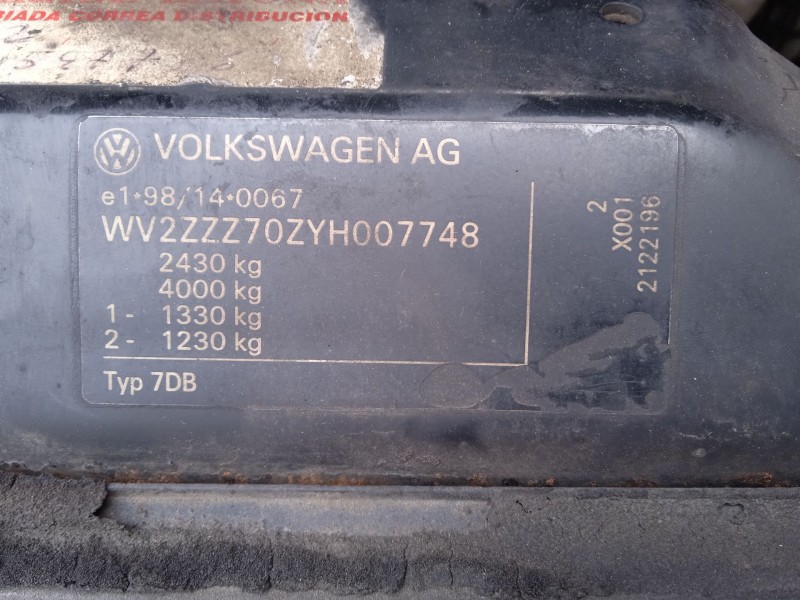 CORREA DISTRIBUCION
VOLKSWAGEN AG
e1*98/14*0067
WV2ZZZ70ZYH007748
2430 kg
4000 kg
1- 1330 kg
2- 1230 kg
Typ 7DB
2
X001
2122196